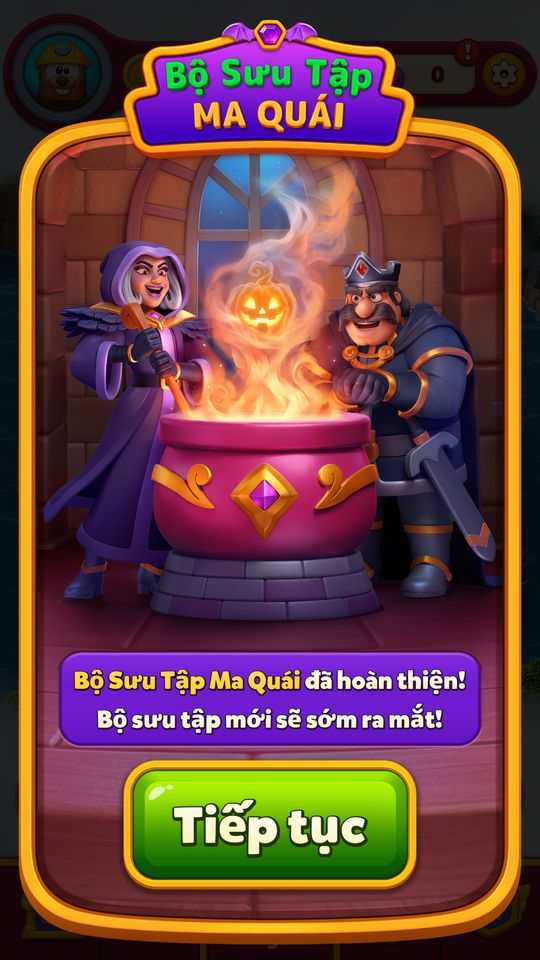 Bộ Sưu Tập
MA QUÁI
0
!
Bộ Sưu Tập Ma Quái đã hoàn thiện!
Bộ sưu tập mới sẽ sớm ra mắt!
Tiếp tục